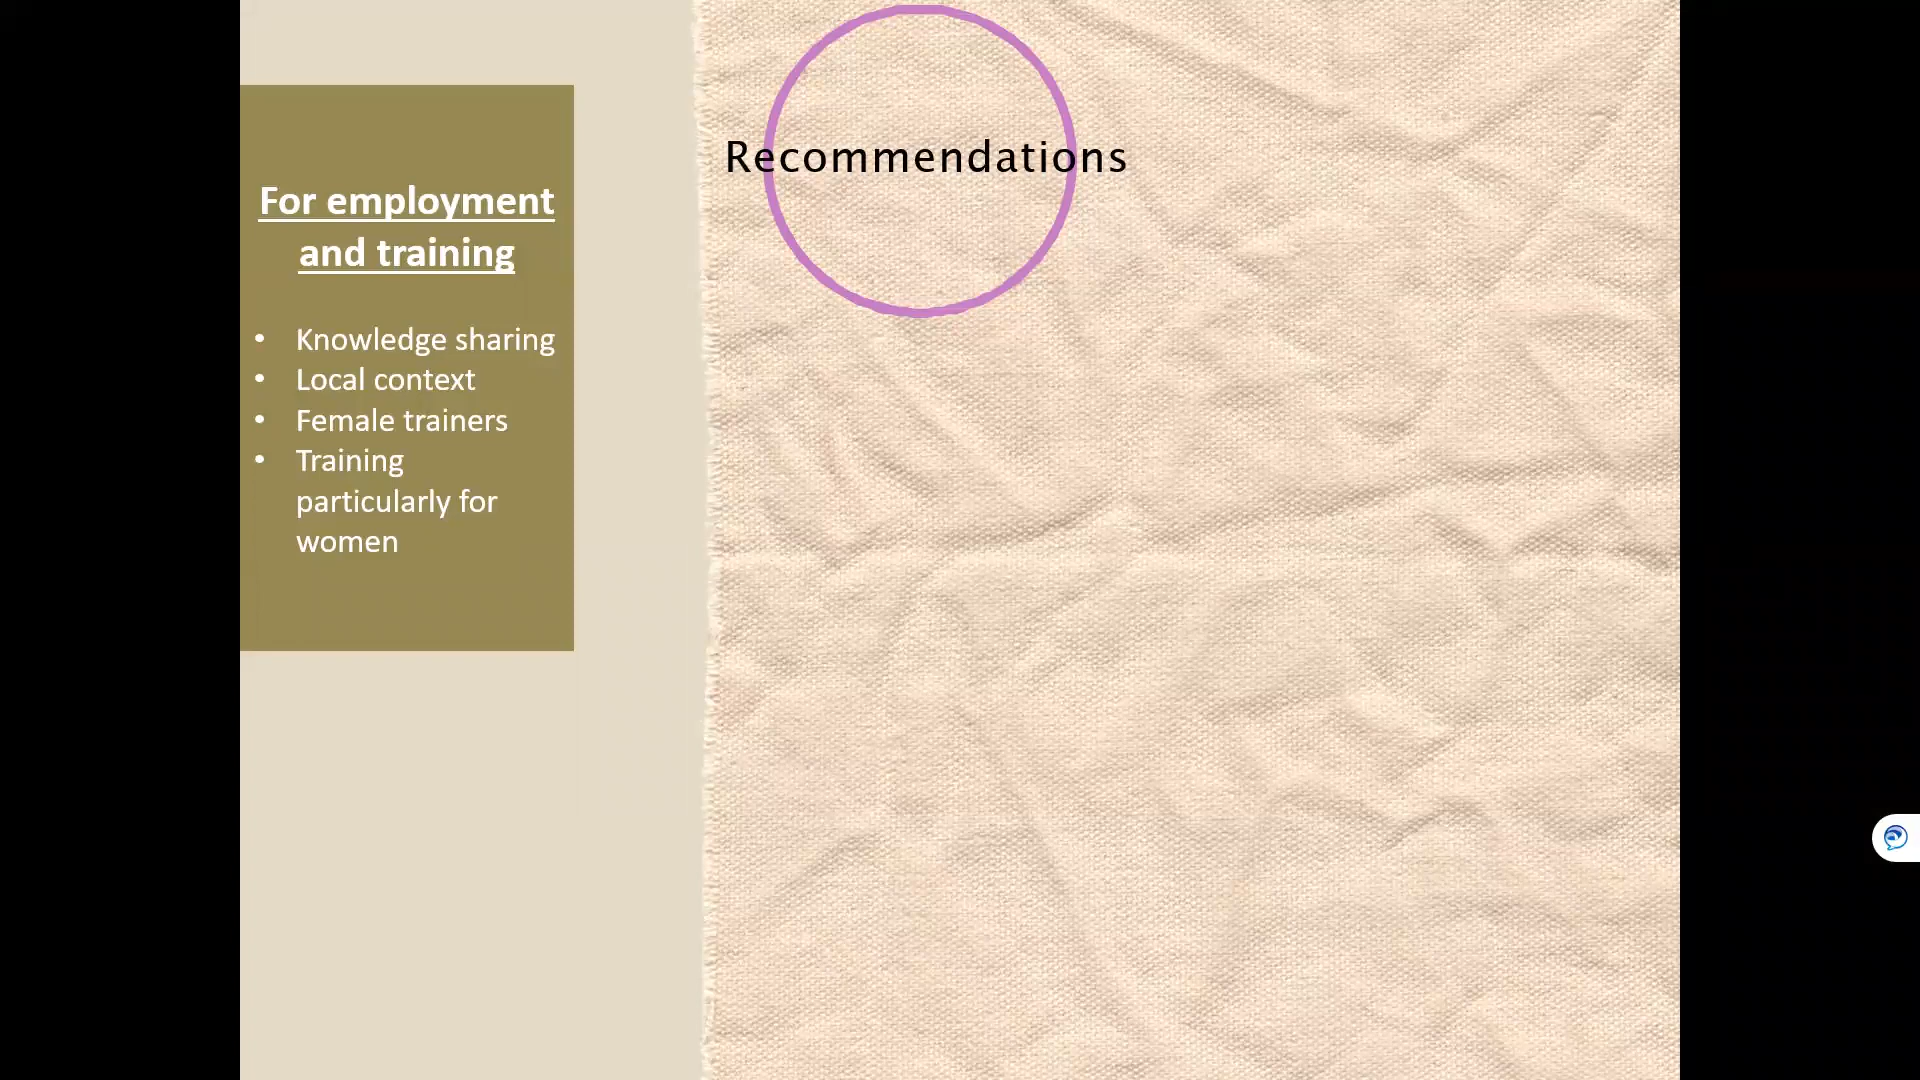 Recommendations
For employment
and training
• Knowledge sharing
• Local context
• Female trainers
• Training
particularly for
women